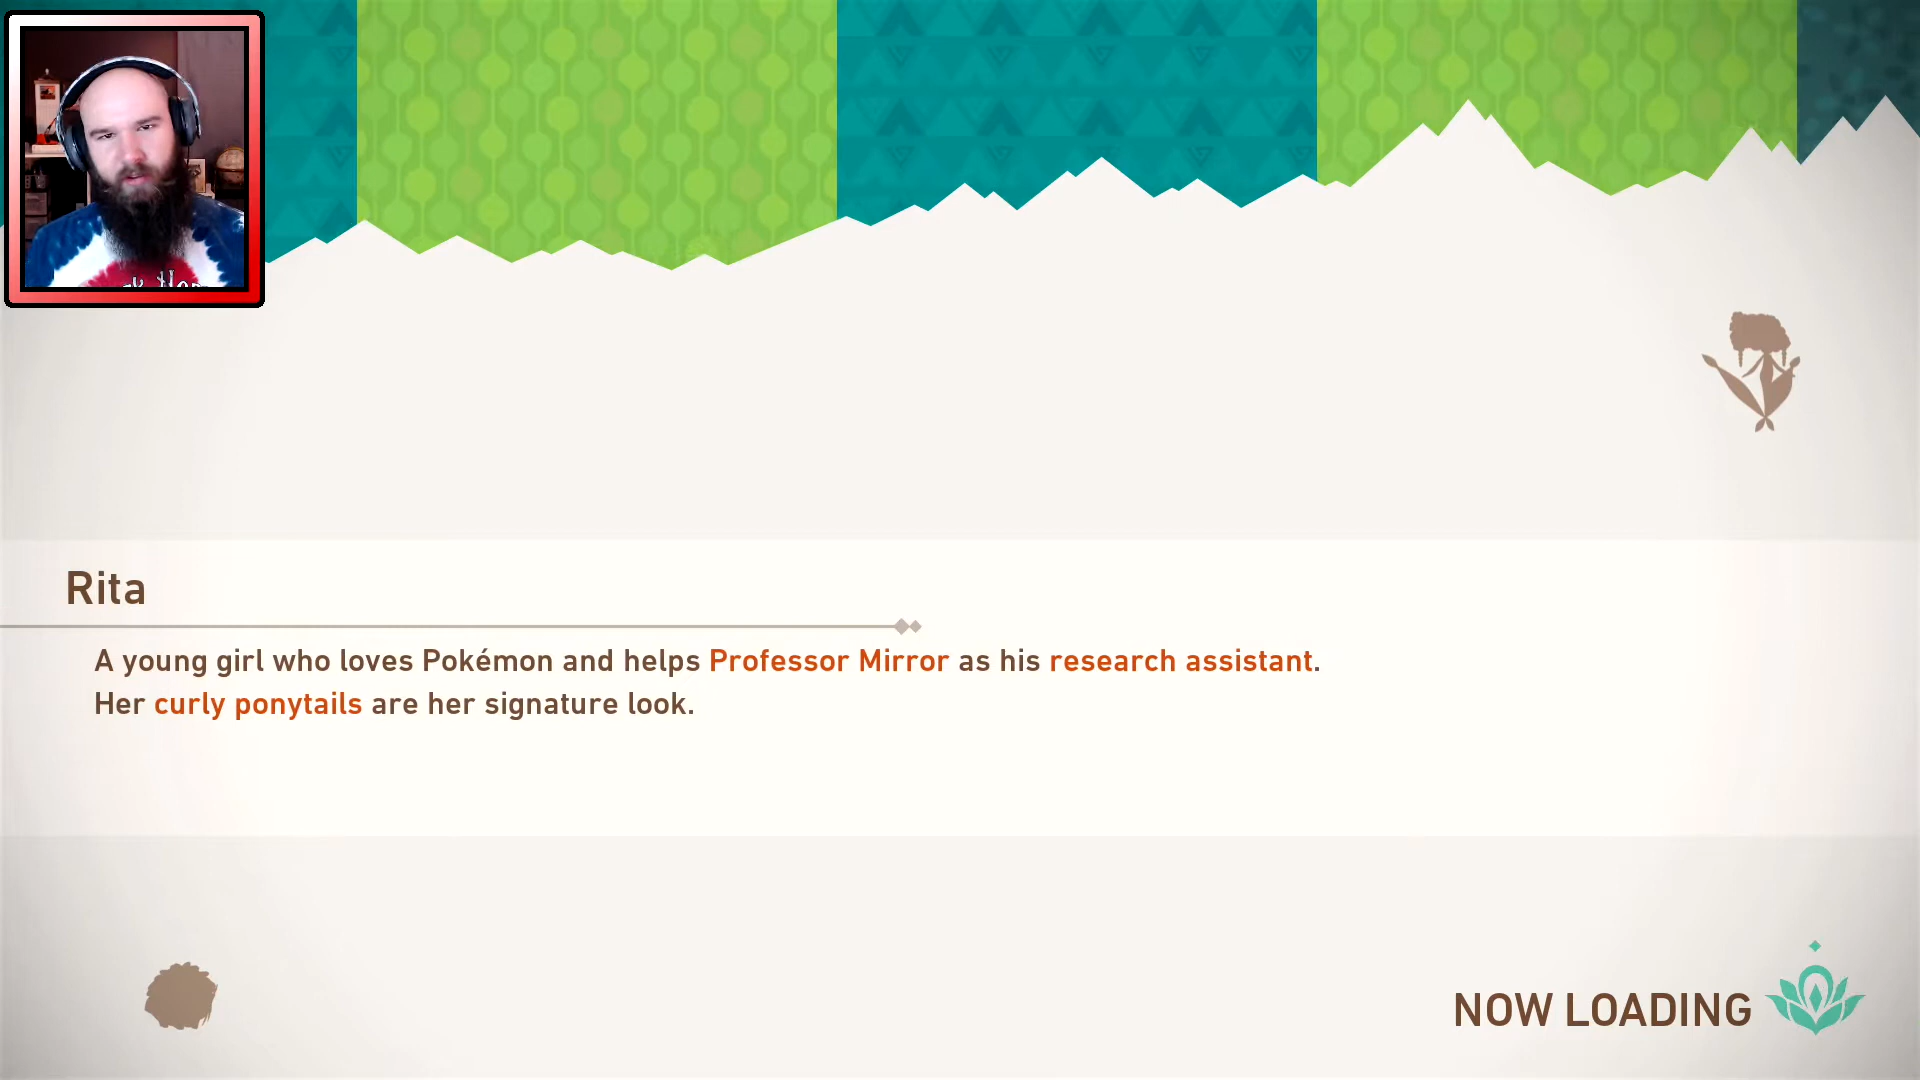 Rita
A young girl who loves Pokémon and helps Professor Mirror as his research assistant.
Her curly ponytails are her signature look.
NOW LOADING